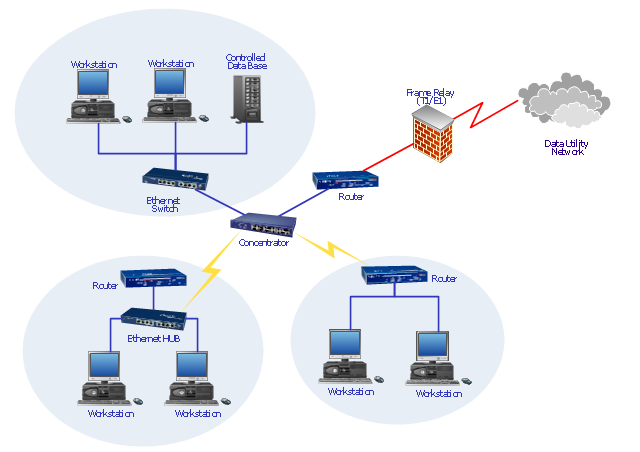 Workstation
Workstation
Controlled
Data Base
Frame Relay
(T1/E1)
Data Utility
Network
Ethernet
Switch
Router
Concentrator
Router
Router
Ethernet HUB
Workstation
Workstation
Workstation
Workstation